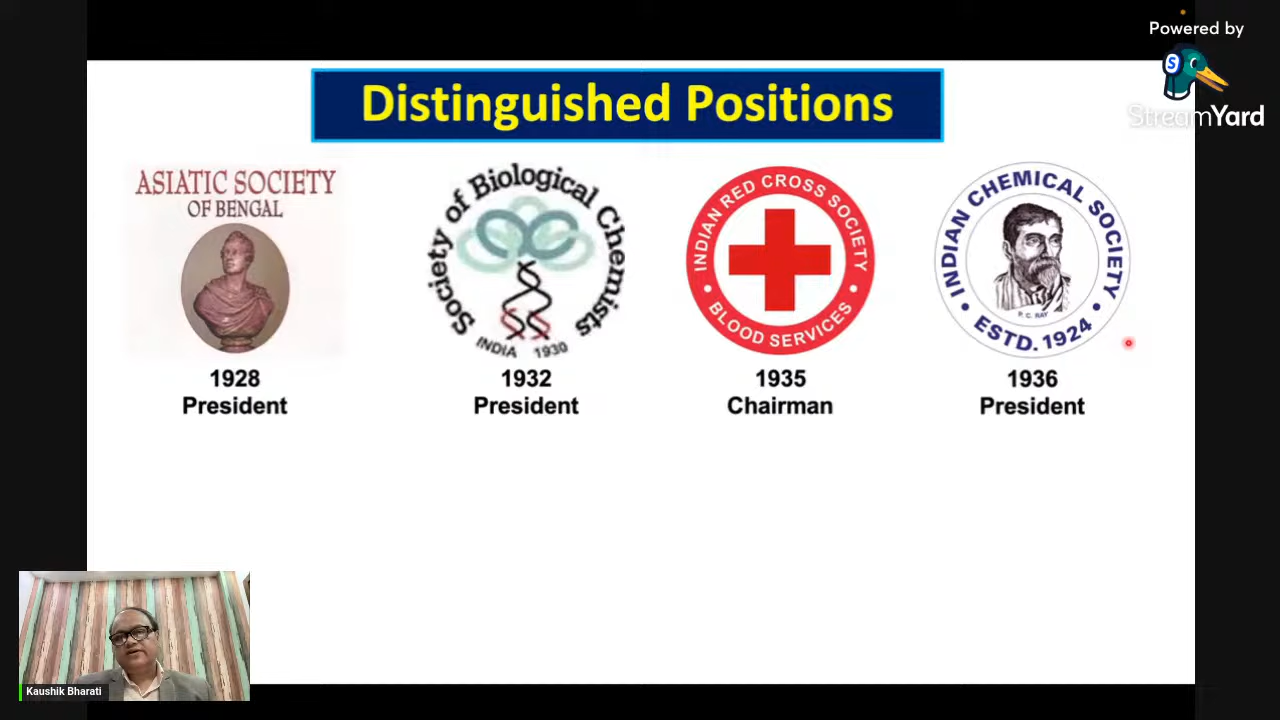 Powered by
StreamYard
Distinguished Positions
ASIATIC SOCIETY
OF BENGAL
1928
President
Society of Biological Chemists
INDIA 1930
1932
President
INDIAN RED CROSS SOCIETY
• BLOOD SERVICES •
1935
Chairman
INDIAN CHEMICAL SOCIETY
P. C. RAY
• ESTD. 1924 •
1936
President
Kaushik Bharati